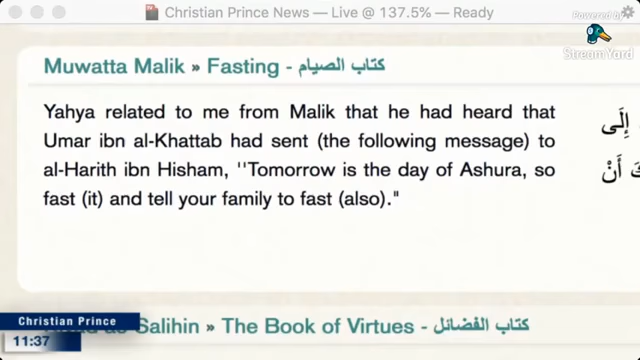 Christian Prince News — Live @ 137.5% — Ready
Powered by
StreamYard
Muwatta Malik » Fasting - كتاب الصيام
Yahya related to me from Malik that he had heard that
Umar ibn al-Khattab had sent (the following message) to
al-Harith ibn Hisham, ''Tomorrow is the day of Ashura, so
fast (it) and tell your family to fast (also)."
إِلَى
أَنْ
Salihin » The Book of Virtues - كتاب الفضائل
Christian Prince
11:37